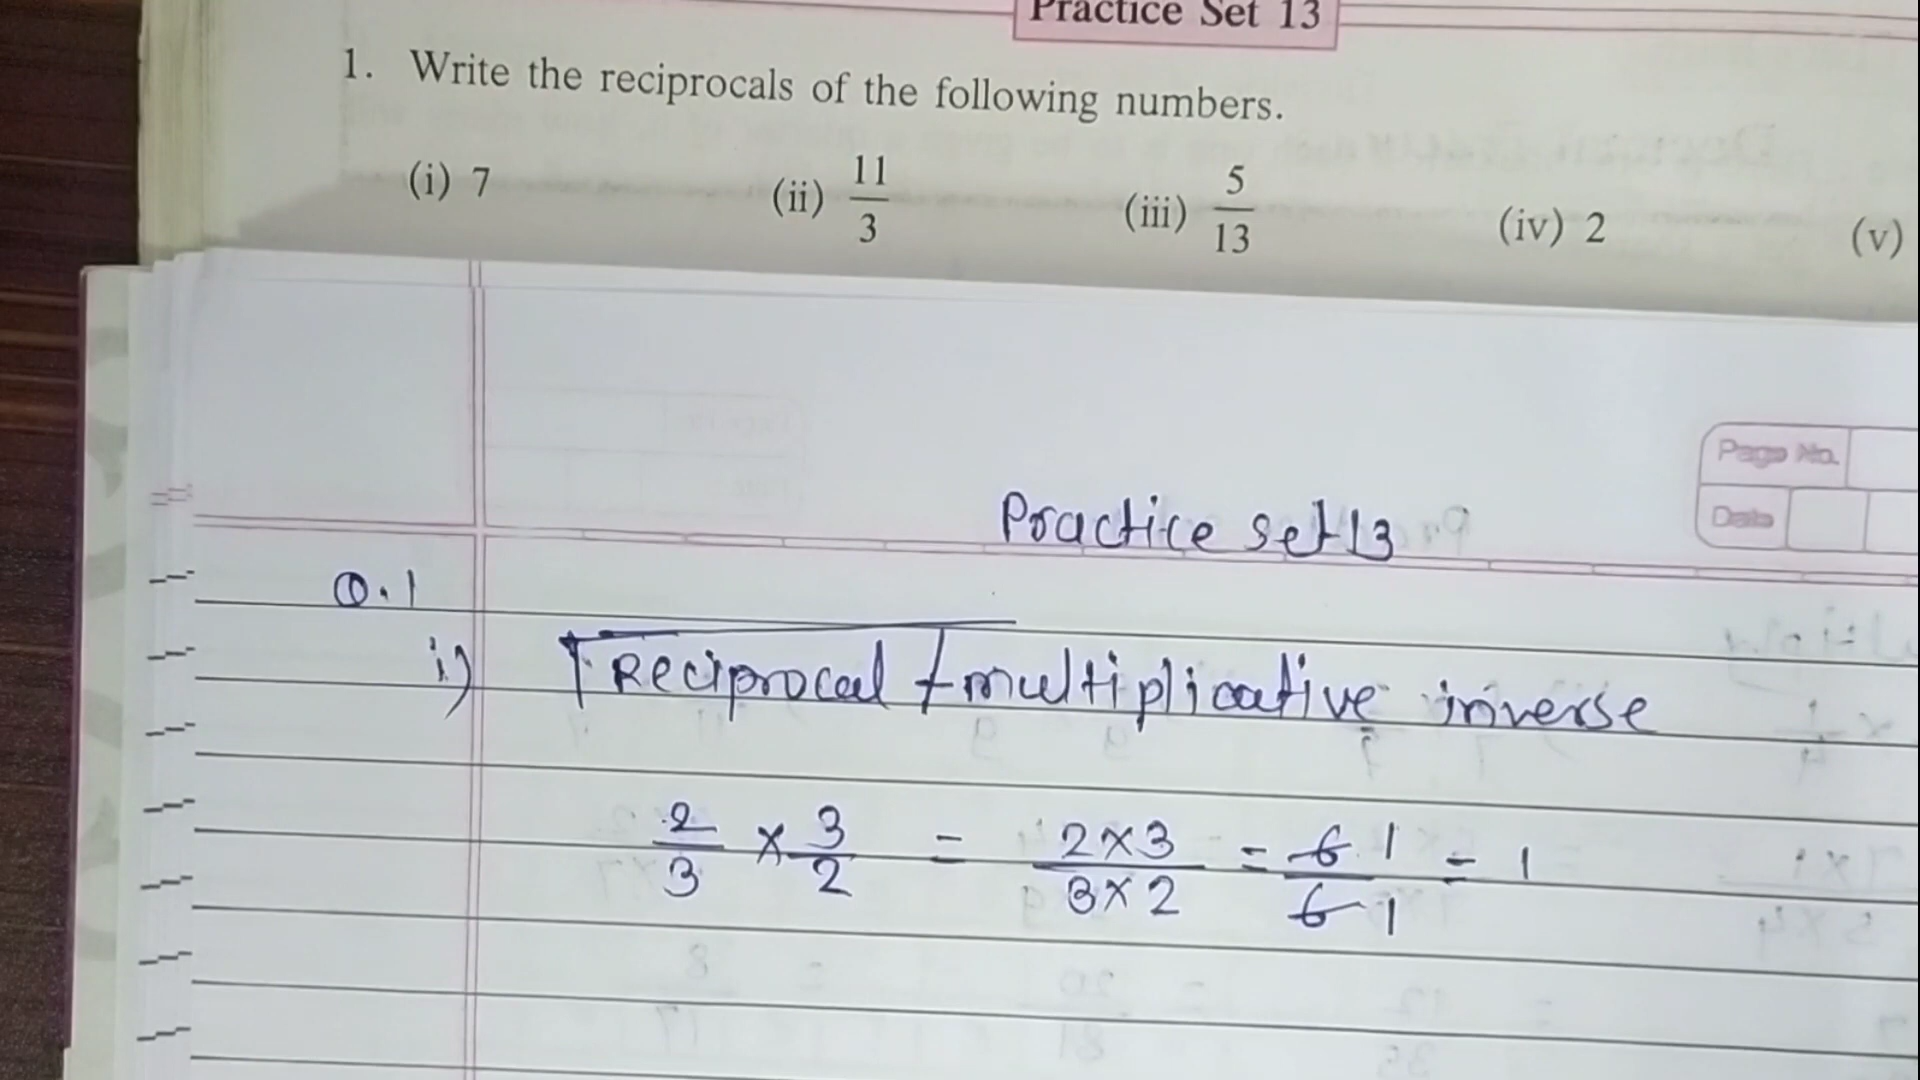 Practice Set 13
1. Write the reciprocals of the following numbers.
(i) 7 (ii) 11/3 (iii) 5/13 (iv) 2 (v)
Page No.
Date
Practice set 13
Q.1
i) Reciprocal / multiplicative inverse
2/3 × 3/2 = 2×3/3×2 = 6 1/6 1 = 1